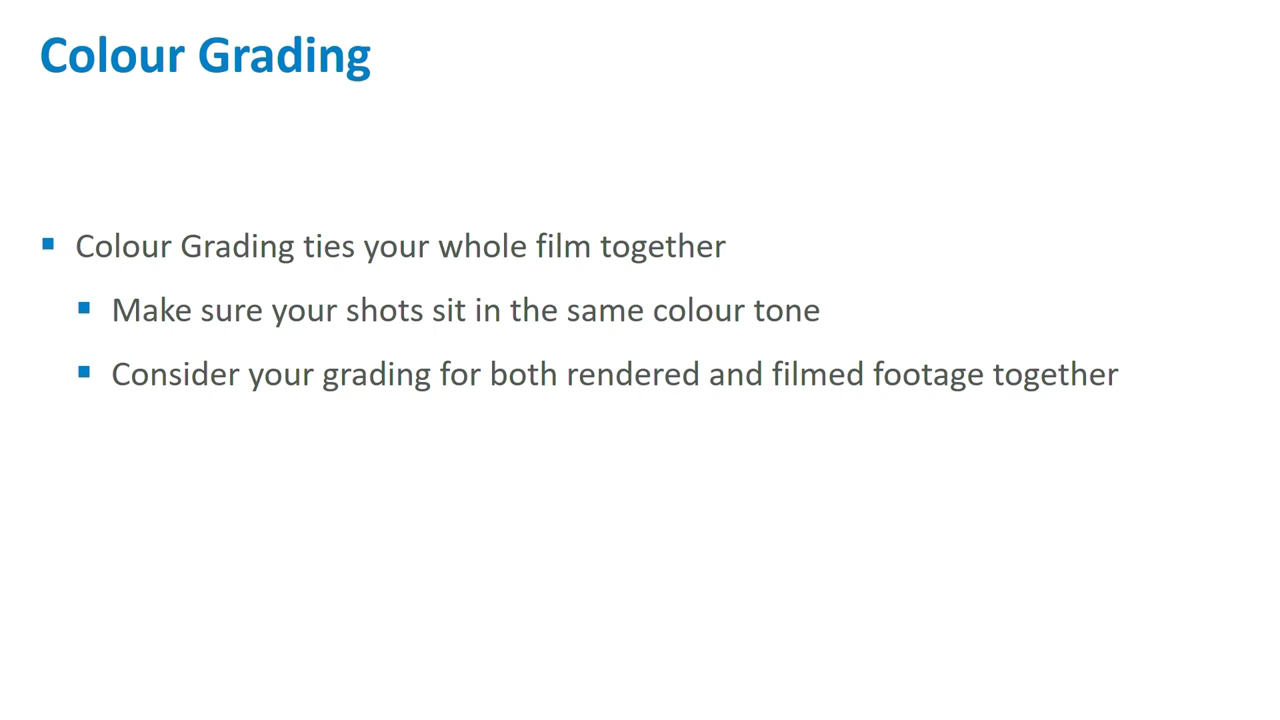 Colour Grading
Colour Grading ties your whole film together
Make sure your shots sit in the same colour tone
Consider your grading for both rendered and filmed footage together